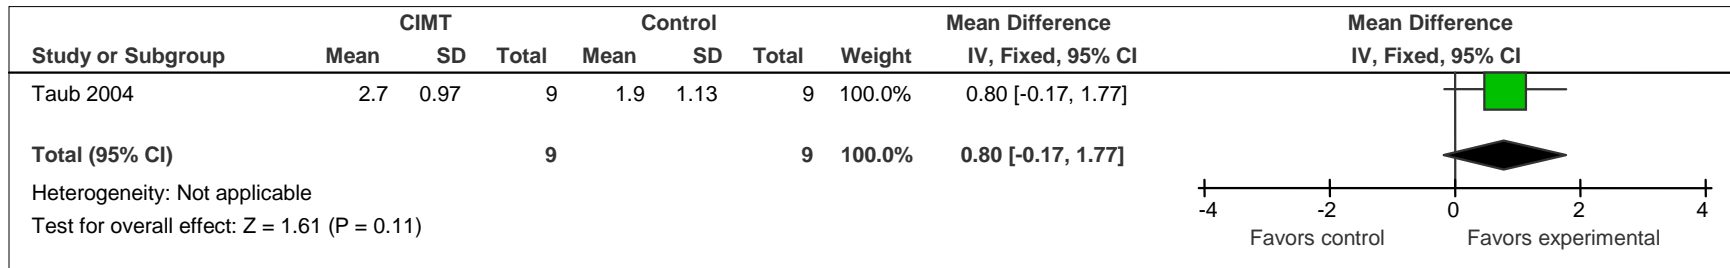 CIMT Control Mean Difference Mean Difference
Study or Subgroup Mean SD Total Mean SD Total Weight IV, Fixed, 95% CI IV, Fixed, 95% CI
Taub 2004 2.7 0.97 9 1.9 1.13 9 100.0% 0.80 [-0.17, 1.77]
Total (95% CI) 9 9 100.0% 0.80 [-0.17, 1.77]
Heterogeneity: Not applicable
Test for overall effect: Z = 1.61 (P = 0.11)
-4 -2 0 2 4
Favors control Favors experimental